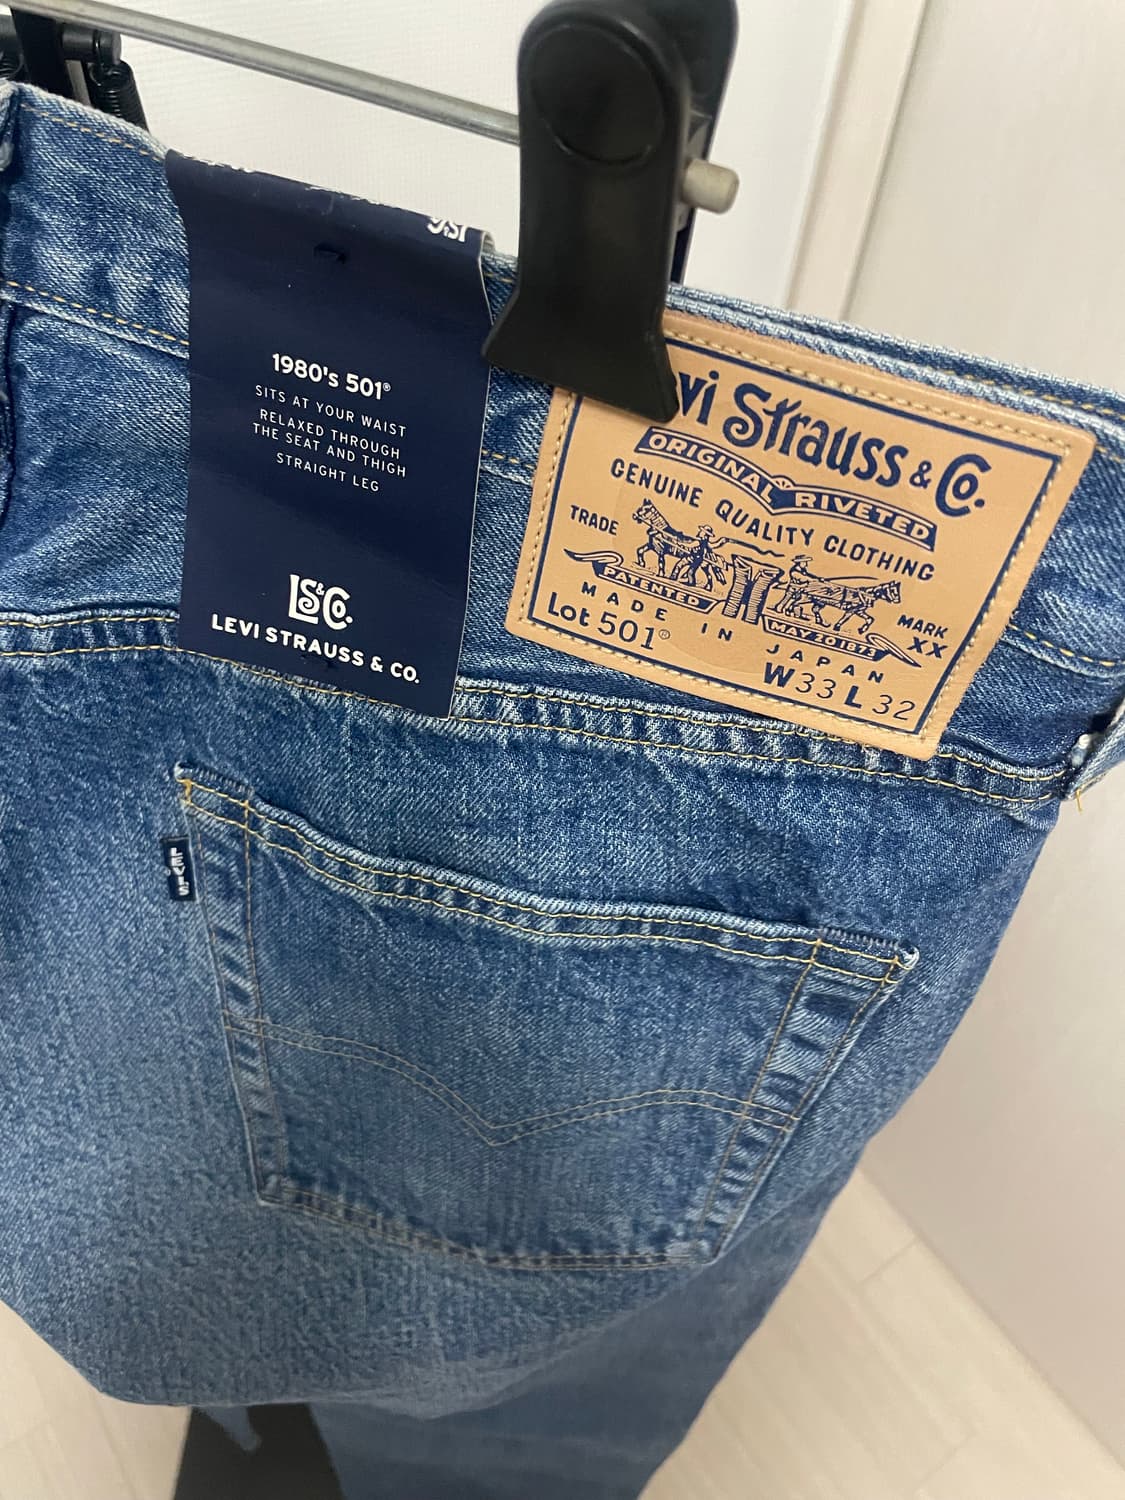 1980's 501®
SITS AT YOUR WAIST
RELAXED THROUGH
THE SEAT AND THIGH
STRAIGHT LEG
LS&Co.
LEVI STRAUSS & CO.
vi Strauss & Co.
ORIGINAL RIVETED
GENUINE QUALITY CLOTHING
TRADE MARK
PATENTED MAY 20 1873
XX
MADE IN JAPAN
Lot 501®
W 33 L 32
LEVI'S